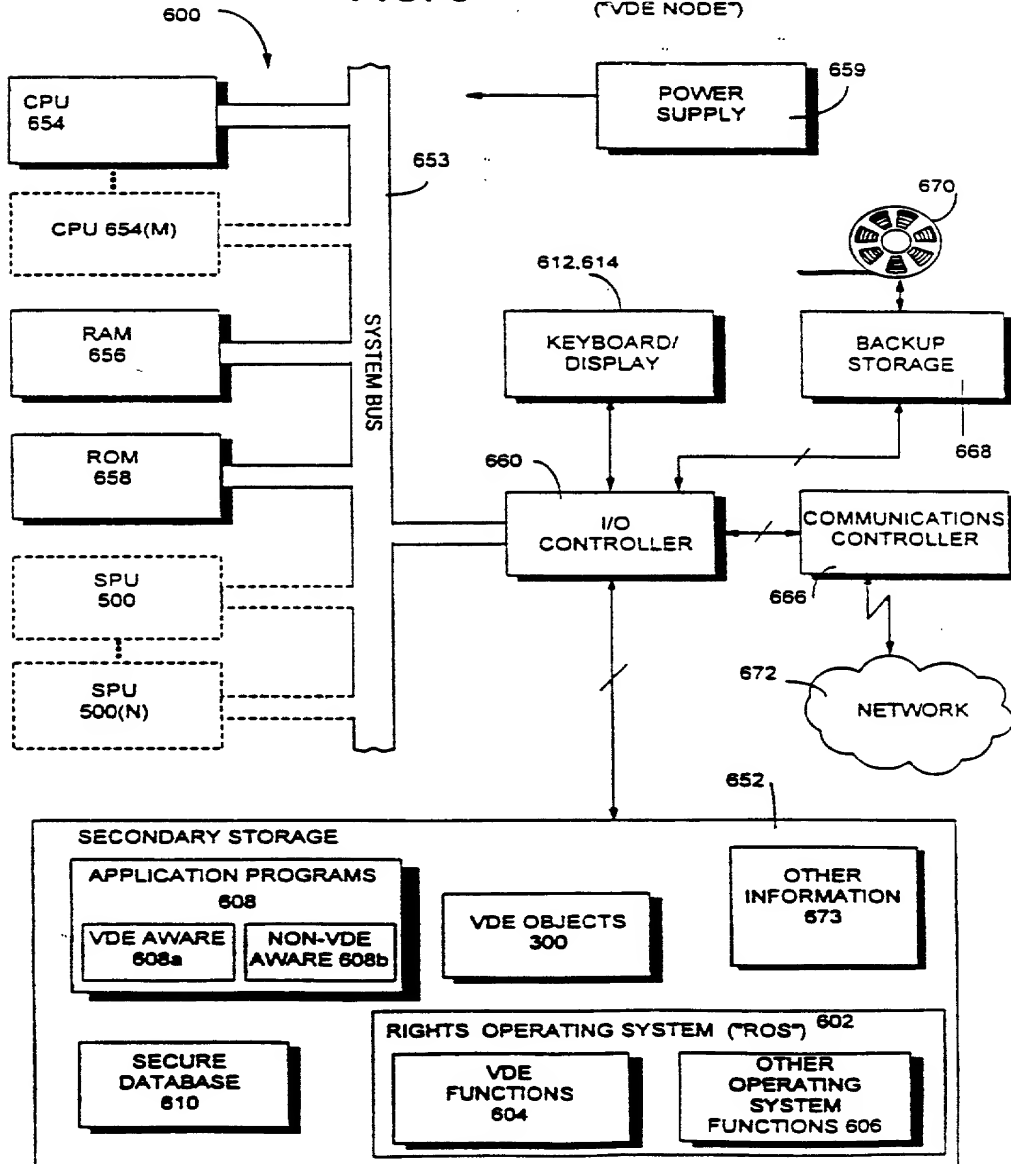 ("VDE NODE")
600
CPU
654
CPU 654(M)
RAM
656
ROM
658
SPU
500
SPU
500(N)
SYSTEM BUS
653
POWER
SUPPLY
659
670
612,614
KEYBOARD/
DISPLAY
BACKUP
STORAGE
668
660
I/O
CONTROLLER
COMMUNICATIONS
CONTROLLER
666
672
NETWORK
652
SECONDARY STORAGE
APPLICATION PROGRAMS
608
VDE AWARE
608a
NON-VDE
AWARE 608b
VDE OBJECTS
300
OTHER
INFORMATION
673
SECURE
DATABASE
610
RIGHTS OPERATING SYSTEM ("ROS") 602
VDE
FUNCTIONS
604
OTHER
OPERATING
SYSTEM
FUNCTIONS 606